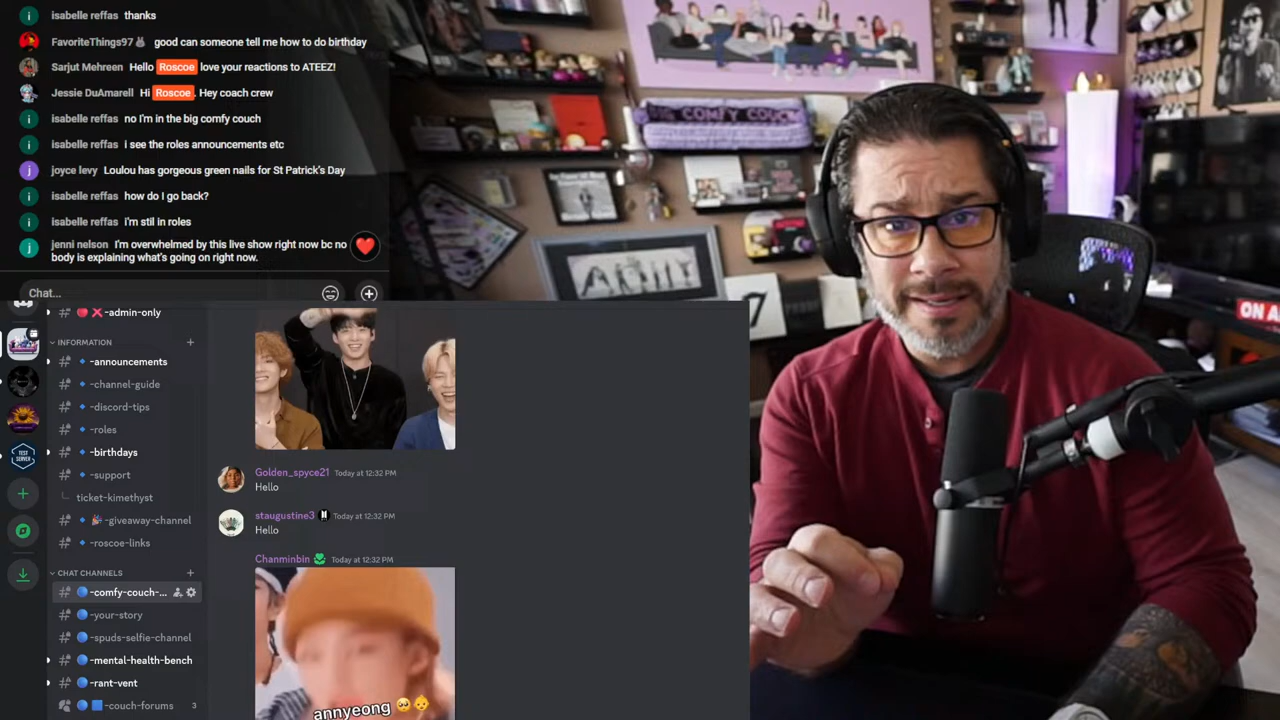 isabelle reffas thanks
FavoriteThings97 good can someone tell me how to do birthday
Sarjut Mehreen Hello Roscoe love your reactions to ATEEZ!
Jessie DuAmarell Hi Roscoe . Hey coach crew
isabelle reffas no I'm in the big comfy couch
isabelle reffas i see the roles announcements etc
joyce levy Loulou has gorgeous green nails for St Patrick's Day
isabelle reffas how do I go back?
isabelle reffas i'm stil in roles
jenni nelson I'm overwhelmed by this live show right now bc no
body is explaining what's going on right now.
Chat...
-admin-only
INFORMATION
-announcements
-channel-guide
-discord-tips
-roles
-birthdays
-support
ticket-kimethyst
-giveaway-channel
-roscoe-links
CHAT CHANNELS
-comfy-couch-...
-your-story
-spuds-selfie-channel
-mental-health-bench
-rant-vent
-couch-forums 3
TEST SERVER
Golden_spyce21 Today at 12:32 PM
Hello
staugustine3 Today at 12:32 PM
Hello
Chanminbin Today at 12:32 PM
annyeong
BIG COMFY COUCH
ARMY
ON A